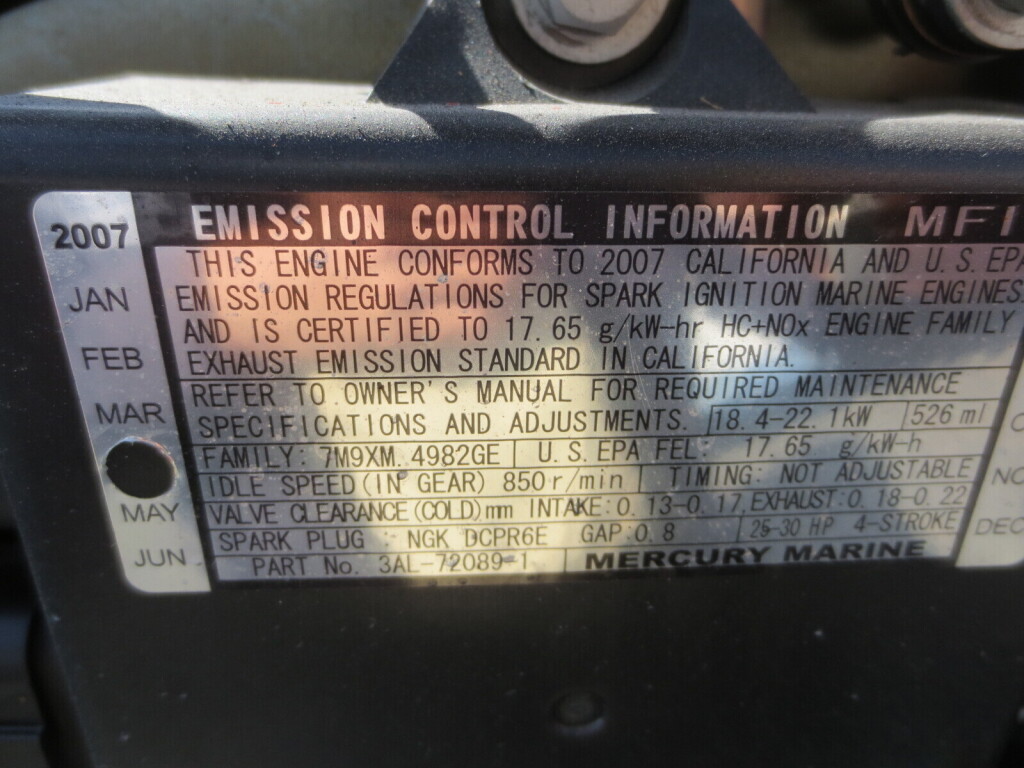 2007
JAN
FEB
MAR
MAY
JUN
EMISSION CONTROL INFORMATION MFI
THIS ENGINE CONFORMS TO 2007 CALIFORNIA AND U.S.EPA
EMISSION REGULATIONS FOR SPARK IGNITION MARINE ENGINES
AND IS CERTIFIED TO 17.65 g/kW-hr HC+NOx ENGINE FAMILY
EXHAUST EMISSION STANDARD IN CALIFORNIA.
REFER TO OWNER'S MANUAL FOR REQUIRED MAINTENANCE
SPECIFICATIONS AND ADJUSTMENTS. 18.4-22.1kW 526 ml
FAMILY: 7M9XM.4982GE U.S.EPA FEL: 17.65 g/kW-h
IDLE SPEED(IN GEAR) 850r/min TIMING: NOT ADJUSTABLE
VALVE CLEARANCE(COLD)mm INTAKE:0.13-0.17,EXHAUST:0.18-0.22
SPARK PLUG : NGK DCPR6E GAP:0.8 25-30 HP 4-STROKE
PART No. 3AL-72089-1 MERCURY MARINE
O
NO
DEC